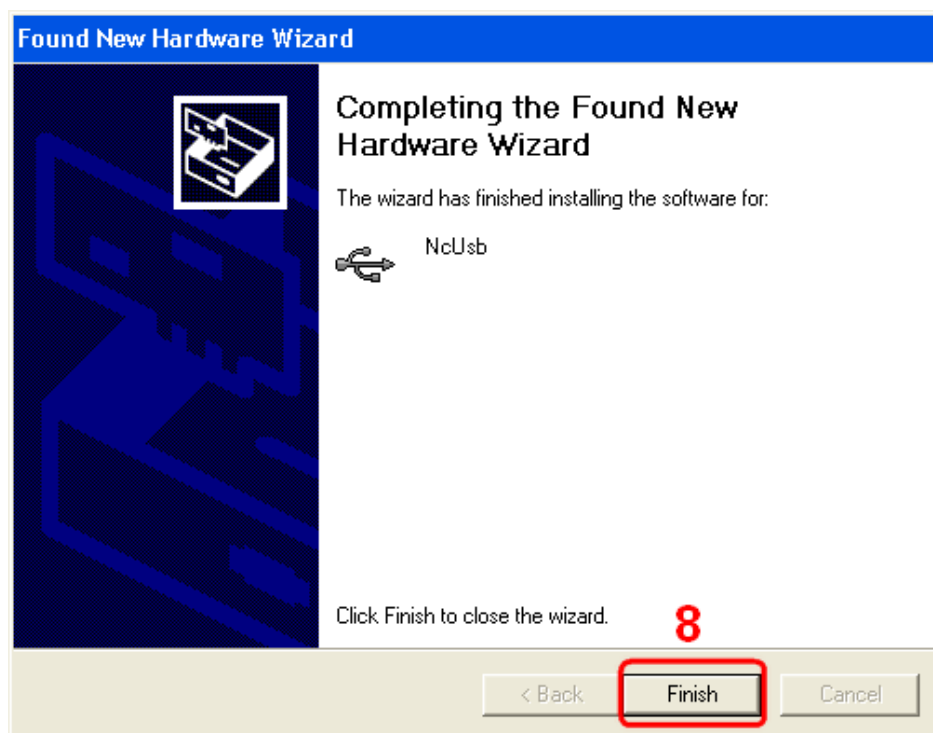 Found New Hardware Wizard
Completing the Found New
Hardware Wizard
The wizard has finished installing the software for:
NcUsb
Click Finish to close the wizard.
8
< Back
Finish
Cancel